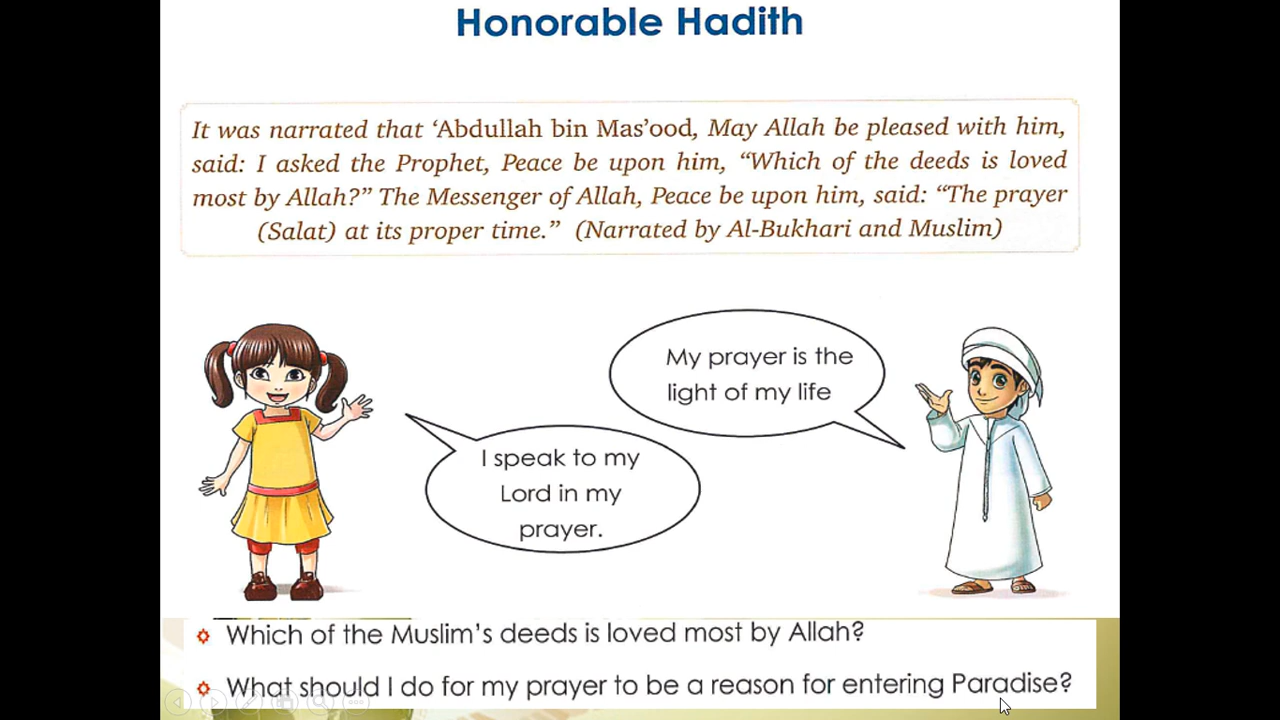 Honorable Hadith
It was narrated that ‘Abdullah bin Mas’ood, May Allah be pleased with him,
said: I asked the Prophet, Peace be upon him, “Which of the deeds is loved
most by Allah?” The Messenger of Allah, Peace be upon him, said: “The prayer
(Salat) at its proper time.” (Narrated by Al-Bukhari and Muslim)
My prayer is the
light of my life
I speak to my
Lord in my
prayer.
Which of the Muslim’s deeds is loved most by Allah?
What should I do for my prayer to be a reason for entering Paradise?